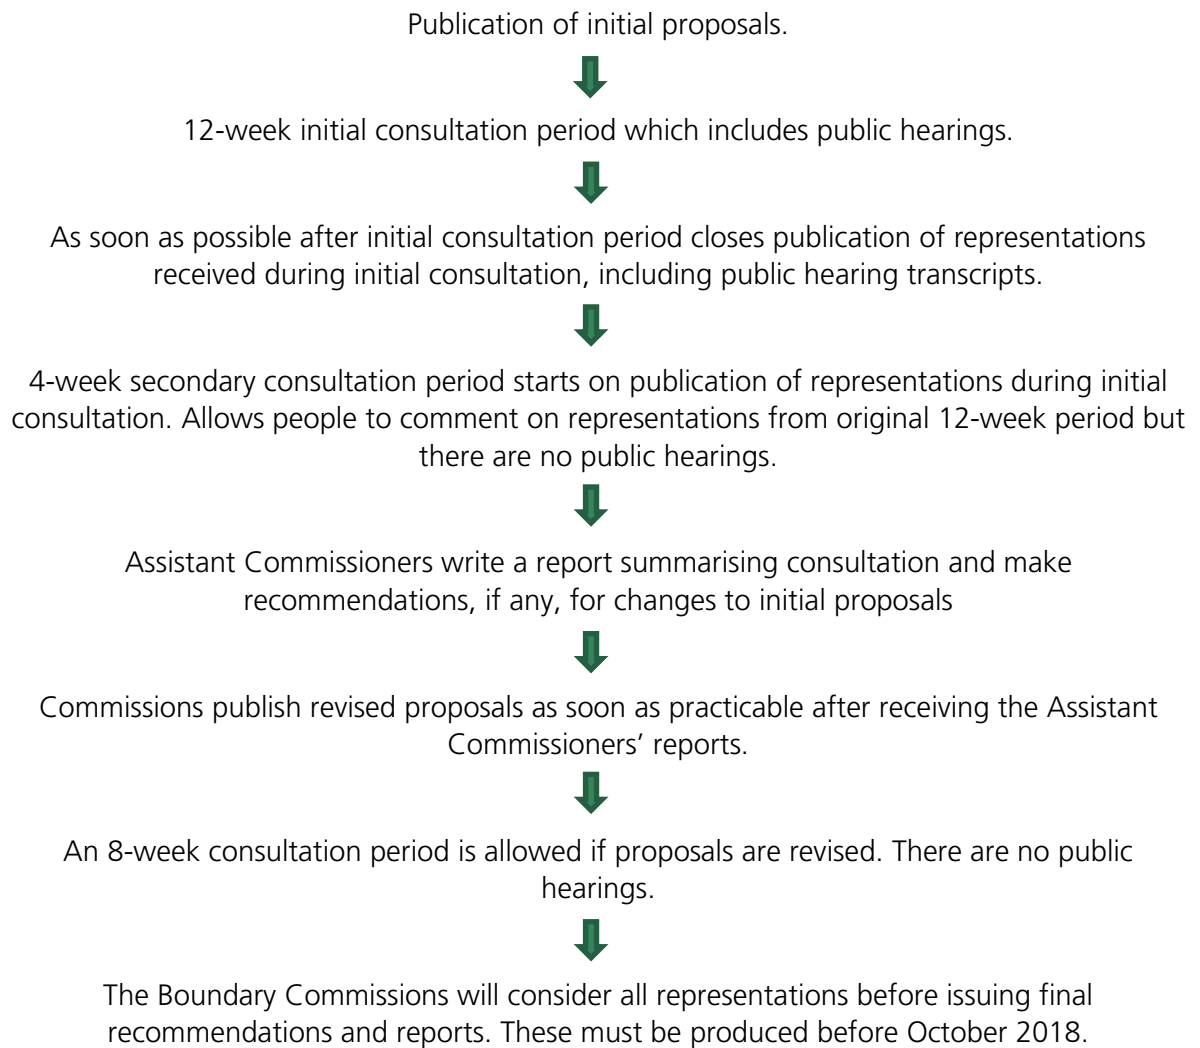 Publication of initial proposals.
12-week initial consultation period which includes public hearings.
As soon as possible after initial consultation period closes publication of representations
received during initial consultation, including public hearing transcripts.
4-week secondary consultation period starts on publication of representations during initial
consultation. Allows people to comment on representations from original 12-week period but
there are no public hearings.
Assistant Commissioners write a report summarising consultation and make
recommendations, if any, for changes to initial proposals
Commissions publish revised proposals as soon as practicable after receiving the Assistant
Commissioners’ reports.
An 8-week consultation period is allowed if proposals are revised. There are no public
hearings.
The Boundary Commissions will consider all representations before issuing final
recommendations and reports. These must be produced before October 2018.